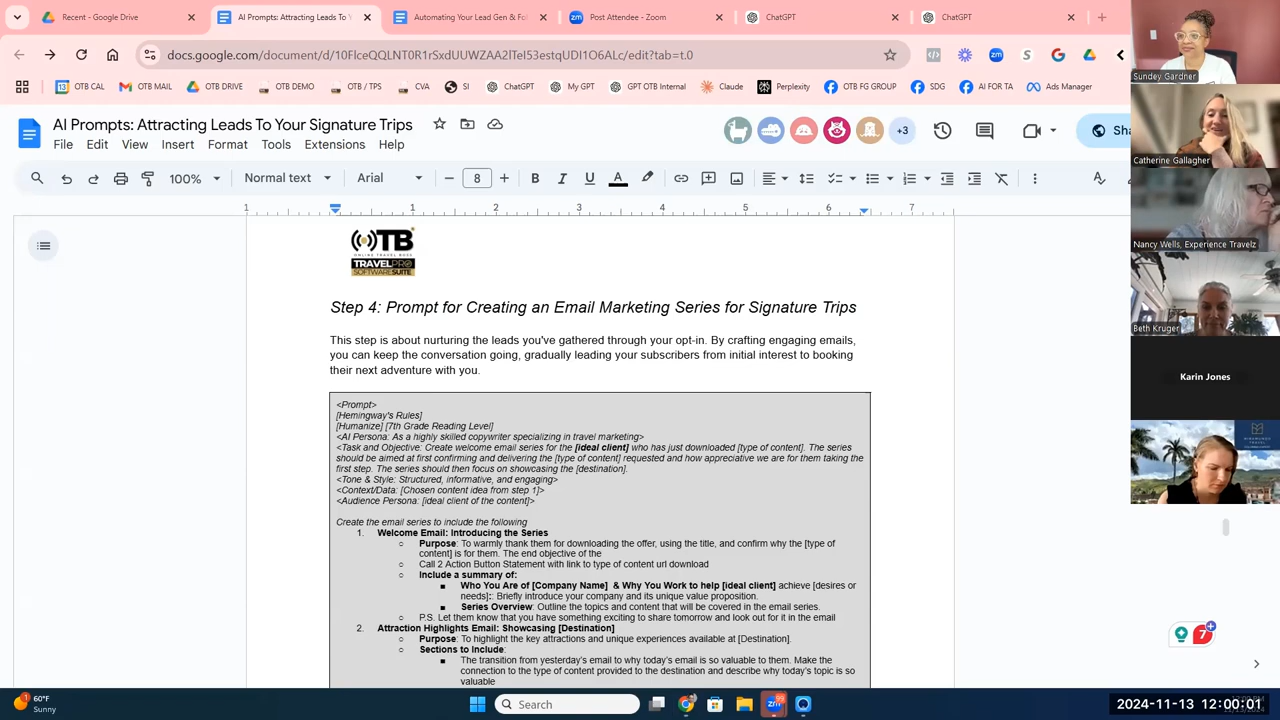 Recent - Google Drive
AI Prompts: Attracting Leads To Y
Automating Your Lead Gen & Fo
Post Attendee - Zoom
ChatGPT
ChatGPT
docs.google.com/document/d/
OTB CAL
OTB MAIL
OTB DRIVE
OTB DEMO
OTB / TPS
CVA
ChatGPT
My GPT
GPT OTB Internal
Claude
Perplexity
OTB FG GROUP
SDG
AI FOR TA
Ads Manager
AI Prompts: Attracting Leads To Your Signature Trips
+3
Sha
File Edit View Insert Format Tools Extensions Help
100% Normal text Arial 8
1 1 2 3 4 5 6 7
OTB
ONLINE TRAVEL BOSS
TRAVELPRO
SOFTWARE SUITE
Step 4: Prompt for Creating an Email Marketing Series for Signature Trips
This step is about nurturing the leads you've gathered through your opt-in. By crafting engaging emails,
you can keep the conversation going, gradually leading your subscribers from initial interest to booking
their next adventure with you.
<Prompt>
[Hemingway's Rules]
[Humanize] [7th Grade Reading Level]
<AI Persona: As a highly skilled copywriter specializing in travel marketing>
<Task and Objective: Create welcome email series for the [ideal client] who has just downloaded [type of content]. The series
should be aimed at first confirming and delivering the [type of content] requested and how appreciative we are for them taking the
first step. The series should then focus on showcasing the [destination].
<Tone & Style: Structured, informative, and engaging>
<Context/Data: [Chosen content idea from step 1]>
<Audience Persona: [ideal client of the content]>
Create the email series to include the following
1. Welcome Email: Introducing the Series
○ Purpose: To warmly thank them for downloading the offer, using the title, and confirm why the [type of
content] is for them. The end objective of the
○ Call 2 Action Button Statement with link to type of content url download
○ Include a summary of:
■ Who You Are of [Company Name] & Why You Work to help [ideal client] achieve [desires or
needs]:: Briefly introduce your company and its unique value proposition.
■ Series Overview: Outline the topics and content that will be covered in the email series.
○ P.S. Let them know that you have something exciting to share tomorrow and look out for it in the email
2. Attraction Highlights Email: Showcasing [Destination]
○ Purpose: To highlight the key attractions and unique experiences available at [Destination].
○ Sections to Include:
■ The transition from yesterday's email to why today's email is so valuable to them. Make the
connection to the type of content provided to the destination and describe why today's topic is so
valuable
Sundey Gardner
Catherine Gallagher
Nancy Wells, Experience Travelz
Beth Kruger
Karin Jones
7
1
60°F
Sunny
Search
99
2024-11-13 12:00:01